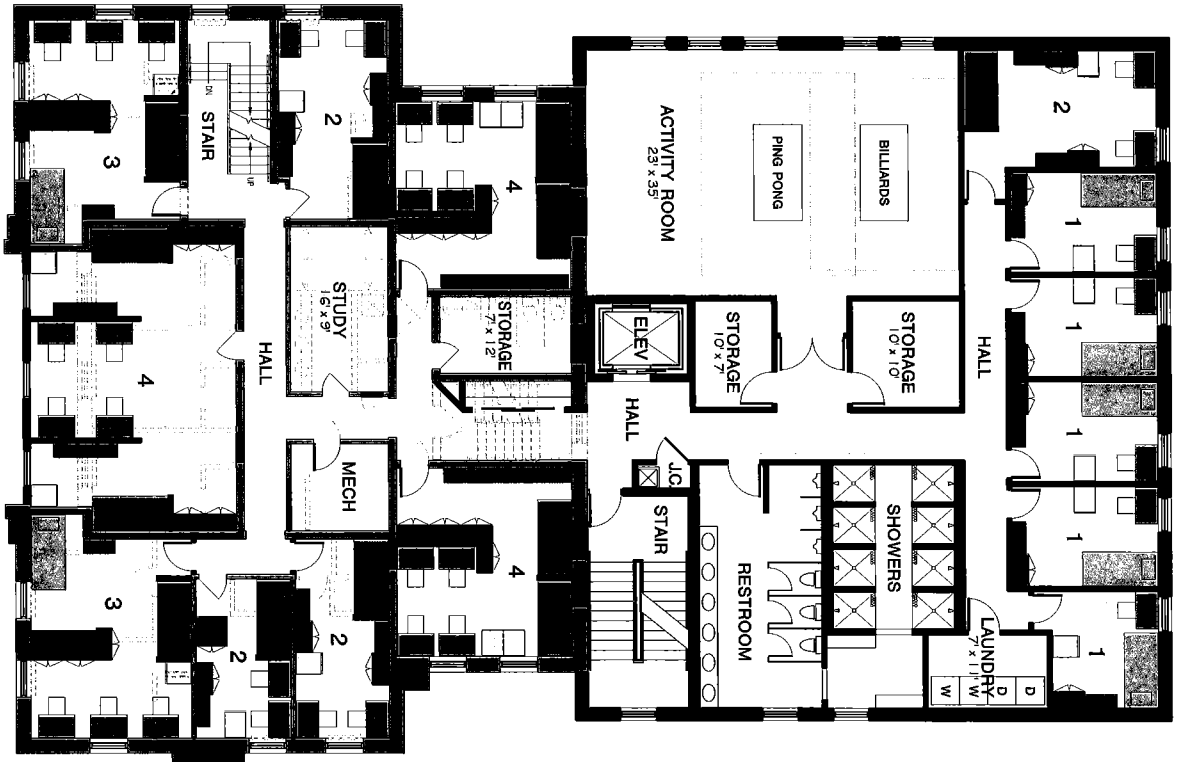 2
1
1
1
1
1
HALL
LAUNDRY
7' x 11'
D
D
W
W
STORAGE
10' x 10'
SHOWERS
BILLIARDS
PING PONG
ACTIVITY ROOM
23' x 35'
STORAGE
10' x 7'
RESTROOM
JC
STAIR
ELEV
HALL
4
STORAGE
7' x 12'
4
2
STUDY
16' x 9'
MECH
2
HALL
UP
DN
STAIR
2
4
3
3